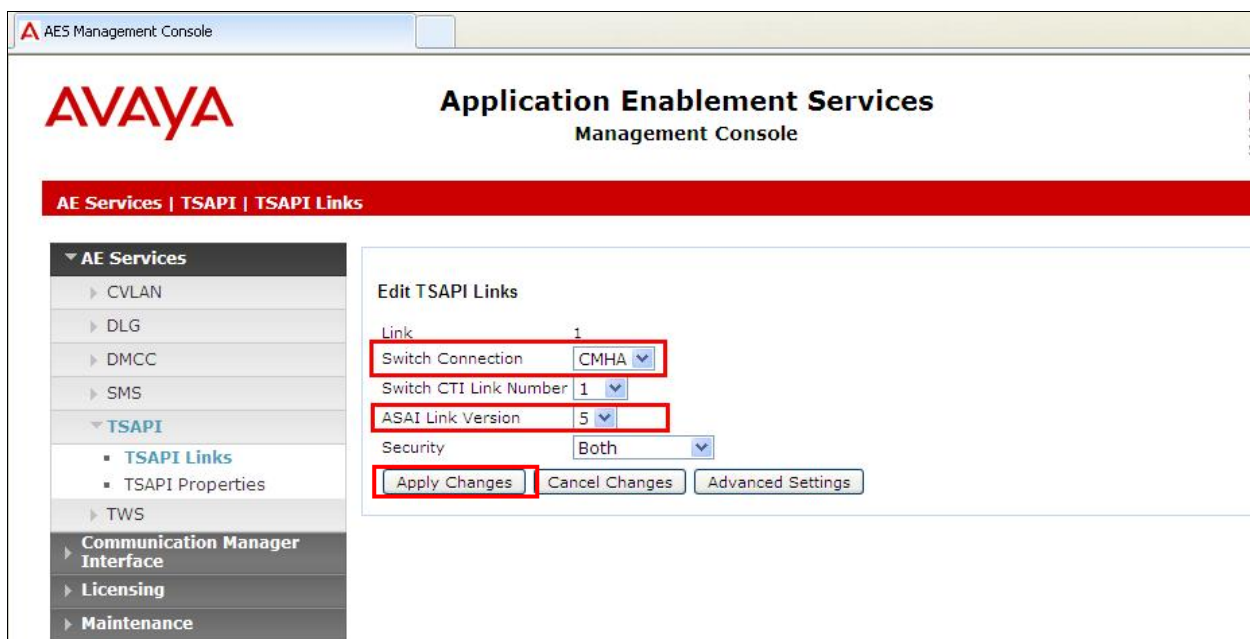 AES Management Console
AVAYA
Application Enablement Services
Management Console
AE Services | TSAPI | TSAPI Links
AE Services
CVLAN
DLG
DMCC
SMS
TSAPI
TSAPI Links
TSAPI Properties
TWS
Communication Manager
Interface
Licensing
Maintenance
Edit TSAPI Links
Link 1
Switch Connection CMHA
Switch CTI Link Number 1
ASAI Link Version 5
Security Both
Apply Changes Cancel Changes Advanced Settings